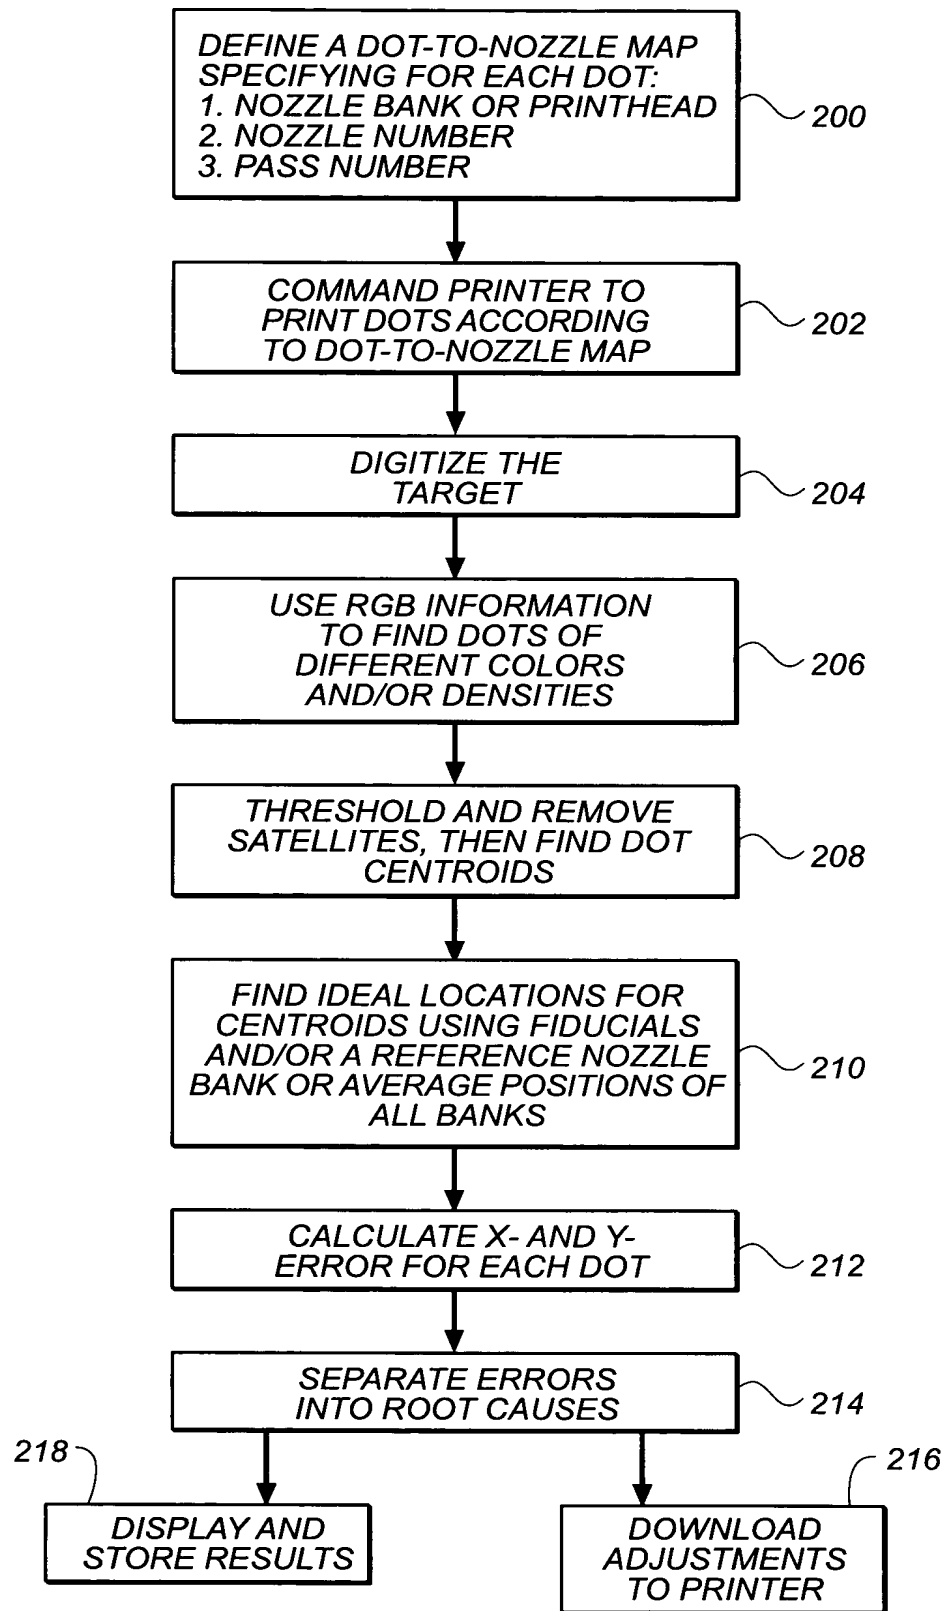 DEFINE A DOT-TO-NOZZLE MAP
SPECIFYING FOR EACH DOT:
1. NOZZLE BANK OR PRINTHEAD
2. NOZZLE NUMBER
3. PASS NUMBER
200
COMMAND PRINTER TO
PRINT DOTS ACCORDING
TO DOT-TO-NOZZLE MAP
202
DIGITIZE THE
TARGET
204
USE RGB INFORMATION
TO FIND DOTS OF
DIFFERENT COLORS
AND/OR DENSITIES
206
THRESHOLD AND REMOVE
SATELLITES, THEN FIND DOT
CENTROIDS
208
FIND IDEAL LOCATIONS FOR
CENTROIDS USING FIDUCIALS
AND/OR A REFERENCE NOZZLE
BANK OR AVERAGE POSITIONS OF
ALL BANKS
210
CALCULATE X- AND Y-
ERROR FOR EACH DOT
212
SEPARATE ERRORS
INTO ROOT CAUSES
214
218
DISPLAY AND
STORE RESULTS
216
DOWNLOAD
ADJUSTMENTS
TO PRINTER